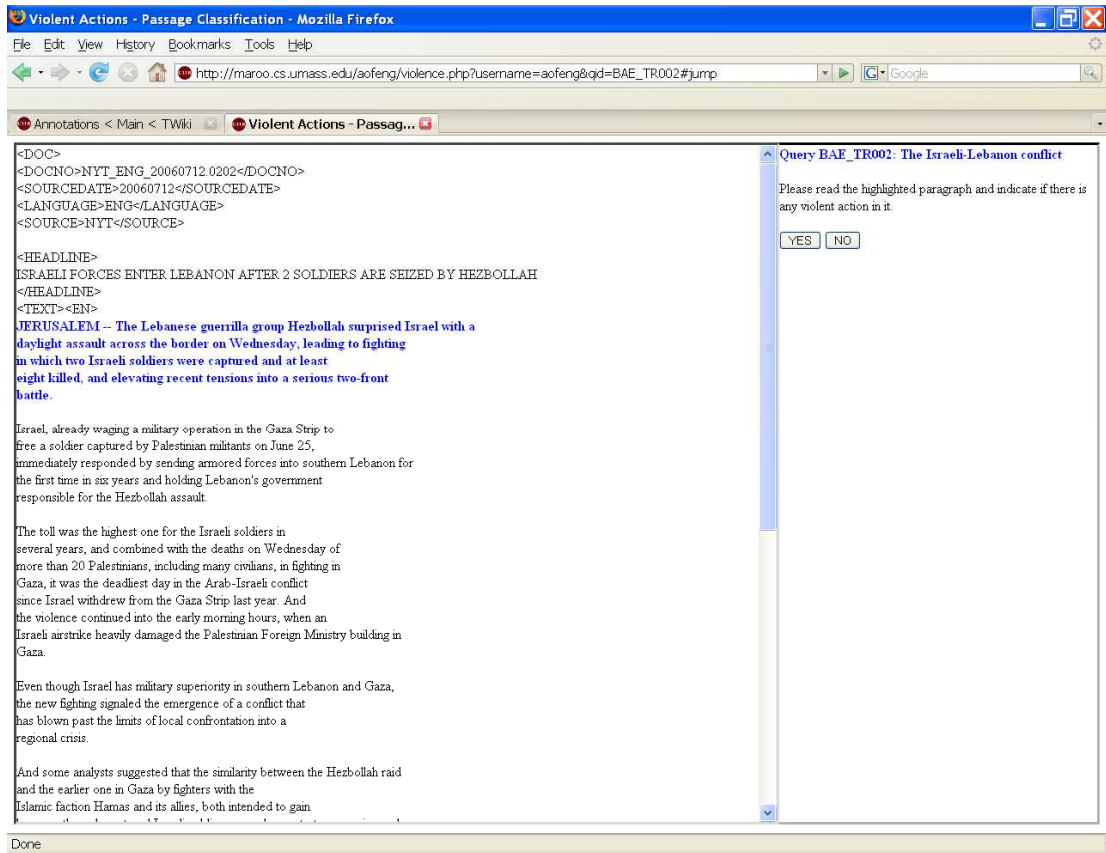 Violent Actions - Passage Classification - Mozilla Firefox
File Edit View History Bookmarks Tools Help
http://maroo.cs.umass.edu/aofeng/violence.php?username=aofeng&qid=BAE_TR002#jump
Google
Annotations < Main < TWiki
Violent Actions - Passag...
<DOC>
<DOCNO>NYT_ENG_20060712.0202</DOCNO>
<SOURCEDATE>20060712</SOURCEDATE>
<LANGUAGE>ENG</LANGUAGE>
<SOURCE>NYT</SOURCE>
<HEADLINE>
ISRAELI FORCES ENTER LEBANON AFTER 2 SOLDIERS ARE SEIZED BY HEZBOLLAH
</HEADLINE>
<TEXT><EN>
JERUSALEM -- The Lebanese guerrilla group Hezbollah surprised Israel with a
daylight assault across the border on Wednesday, leading to fighting
in which two Israeli soldiers were captured and at least
eight killed, and elevating recent tensions into a serious two-front
battle.
Israel, already waging a military operation in the Gaza Strip to
free a soldier captured by Palestinian militants on June 25,
immediately responded by sending armored forces into southern Lebanon for
the first time in six years and holding Lebanon's government
responsible for the Hezbollah assault.
The toll was the highest one for the Israeli soldiers in
several years, and combined with the deaths on Wednesday of
more than 20 Palestinians, including many civilians, in fighting in
Gaza, it was the deadliest day in the Arab-Israeli conflict
since Israel withdrew from the Gaza Strip last year. And
the violence continued into the early morning hours, when an
Israeli airstrike heavily damaged the Palestinian Foreign Ministry building in
Gaza.
Even though Israel has military superiority in southern Lebanon and Gaza,
the new fighting signaled the emergence of a conflict that
has blown past the limits of local confrontation into a
regional crisis.
And some analysts suggested that the similarity between the Hezbollah raid
and the earlier one in Gaza by fighters with the
Islamic faction Hamas and its allies, both intended to gain
Query BAE_TR002: The Israeli-Lebanon conflict
Please read the highlighted paragraph and indicate if there is
any violent action in it.
YES NO
Done